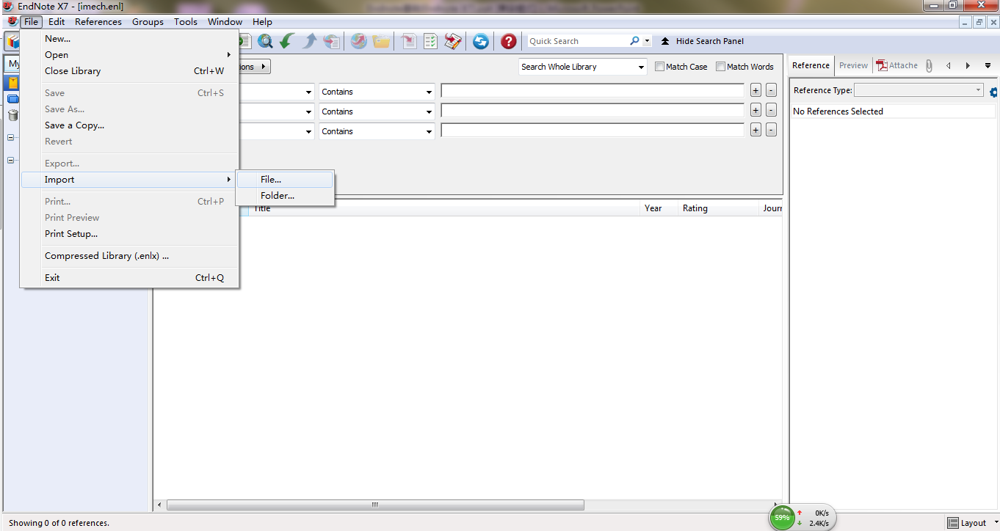 EndNote X7 - [imech.enl]
File Edit References Groups Tools Window Help
New...
Open
Close Library Ctrl+W
Save Ctrl+S
Save As...
Save a Copy...
Revert
Export...
Import
Print... Ctrl+P
Print Preview
Print Setup...
Compressed Library (.enlx) ...
Exit Ctrl+Q
File...
Folder...
Quick Search
Hide Search Panel
My
ions
Search Whole Library
Match Case
Match Words
Contains
Contains
Contains
+ -
+ -
+ -
Title Year Rating Journ
Reference Preview Attache
Reference Type:
No References Selected
Showing 0 of 0 references.
59%
0K/s
2.4K/s
Layout